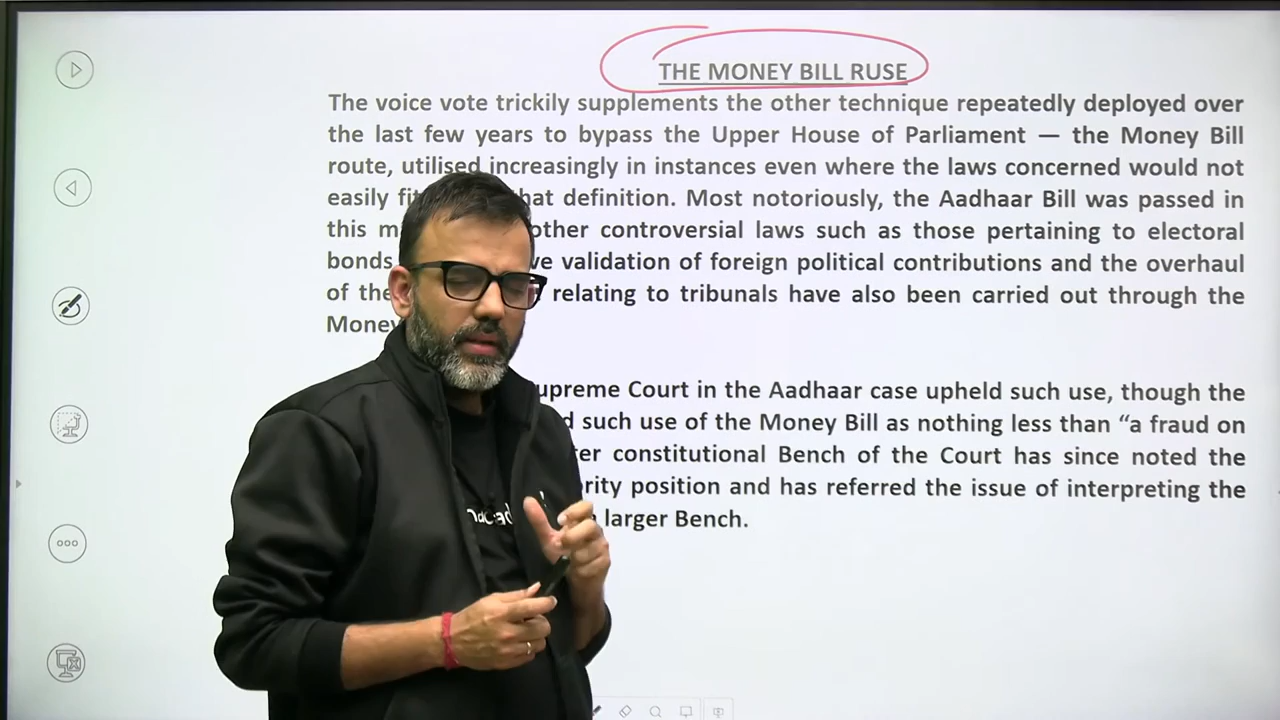 THE MONEY BILL RUSE
The voice vote trickily supplements the other technique repeatedly deployed over
the last few years to bypass the Upper House of Parliament — the Money Bill
route, utilised increasingly in instances even where the laws concerned would not
easily definition. Most notoriously, the Aadhaar Bill was passed in
this other controversial laws such as those pertaining to electoral
bonds validation of foreign political contributions and the overhaul
of the relating to tribunals have also been carried out through the
Money
Supreme Court in the Aadhaar case upheld such use, though the
such use of the Money Bill as nothing less than “a fraud on
constitutional Bench of the Court has since noted the
position and has referred the issue of interpreting the
larger Bench.